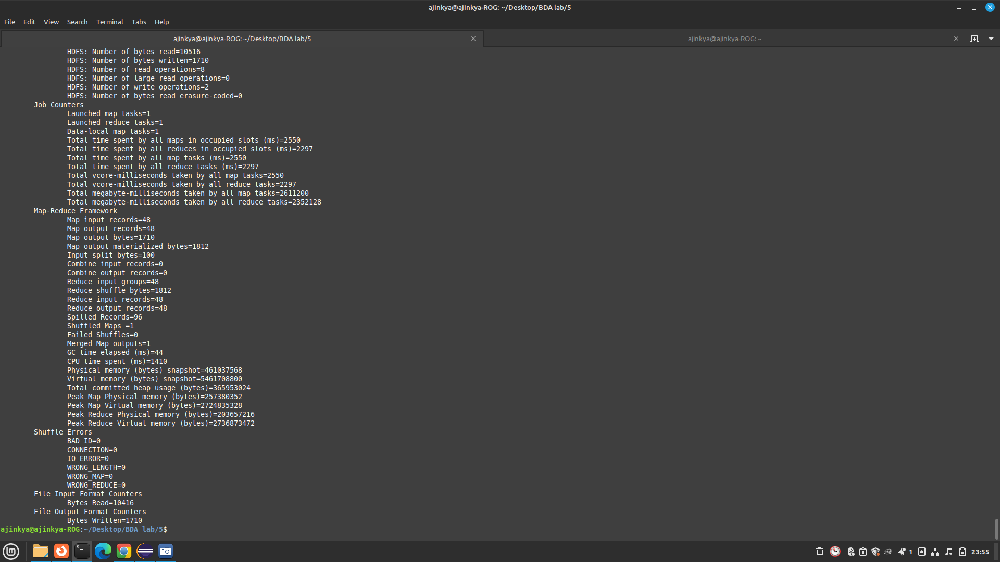 ajinkya@ajinkya-ROG: ~/Desktop/BDA lab/5
File Edit View Search Terminal Tabs Help
ajinkya@ajinkya-ROG: ~/Desktop/BDA lab/5
ajinkya@ajinkya-ROG: ~
HDFS: Number of bytes read=10516
HDFS: Number of bytes written=1710
HDFS: Number of read operations=8
HDFS: Number of large read operations=0
HDFS: Number of write operations=2
HDFS: Number of bytes read erasure-coded=0
Job Counters
Launched map tasks=1
Launched reduce tasks=1
Data-local map tasks=1
Total time spent by all maps in occupied slots (ms)=2550
Total time spent by all reduces in occupied slots (ms)=2297
Total time spent by all map tasks (ms)=2550
Total time spent by all reduce tasks (ms)=2297
Total vcore-milliseconds taken by all map tasks=2550
Total vcore-milliseconds taken by all reduce tasks=2297
Total megabyte-milliseconds taken by all map tasks=2611200
Total megabyte-milliseconds taken by all reduce tasks=2352128
Map-Reduce Framework
Map input records=48
Map output records=48
Map output bytes=1710
Map output materialized bytes=1812
Input split bytes=100
Combine input records=0
Combine output records=0
Reduce input groups=48
Reduce shuffle bytes=1812
Reduce input records=48
Reduce output records=48
Spilled Records=96
Shuffled Maps =1
Failed Shuffles=0
Merged Map outputs=1
GC time elapsed (ms)=44
CPU time spent (ms)=1410
Physical memory (bytes) snapshot=461037568
Virtual memory (bytes) snapshot=5461708800
Total committed heap usage (bytes)=365953024
Peak Map Physical memory (bytes)=257380352
Peak Map Virtual memory (bytes)=2724835328
Peak Reduce Physical memory (bytes)=203657216
Peak Reduce Virtual memory (bytes)=2736873472
Shuffle Errors
BAD_ID=0
CONNECTION=0
IO_ERROR=0
WRONG_LENGTH=0
WRONG_MAP=0
WRONG_REDUCE=0
File Input Format Counters
Bytes Read=10416
File Output Format Counters
Bytes Written=1710
ajinkya@ajinkya-ROG:~/Desktop/BDA lab/5$
1 23:55